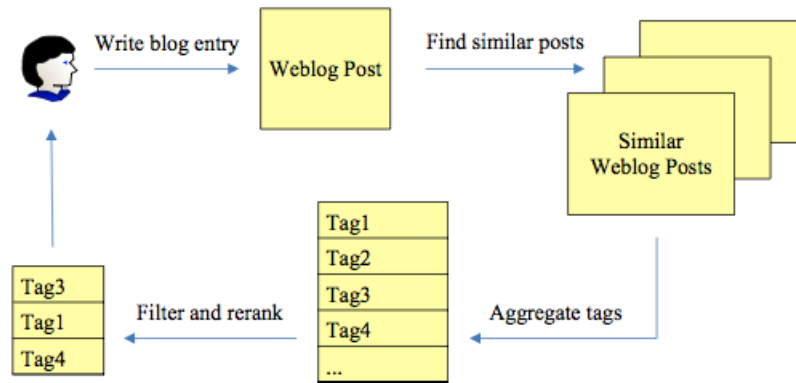 Write blog entry
Weblog Post
Find similar posts
Similar
Weblog Posts
Aggregate tags
Tag1
Tag2
Tag3
Tag4
...
Filter and rerank
Tag3
Tag1
Tag4